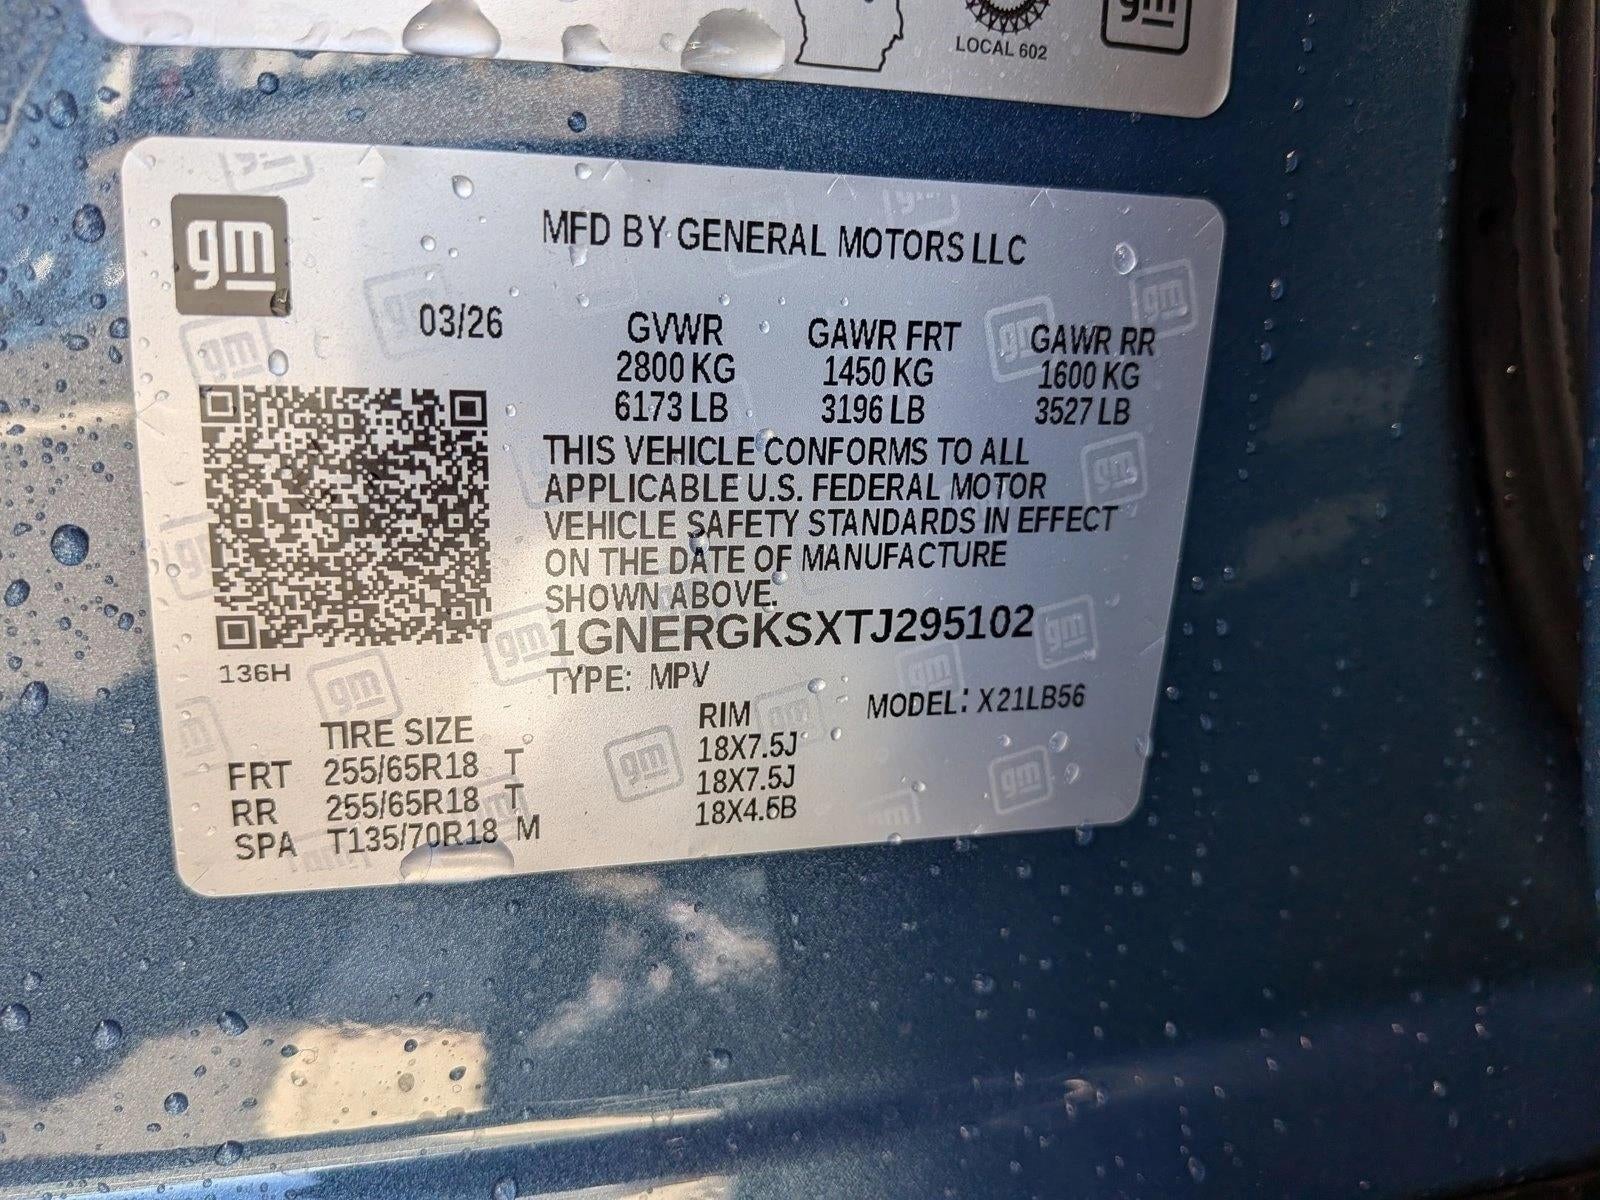 LOCAL 602
gm
gm
MFD BY GENERAL MOTORS LLC
03/26
GVWR GAWR FRT GAWR RR
2800 KG 1450 KG 1600 KG
6173 LB 3196 LB 3527 LB
THIS VEHICLE CONFORMS TO ALL
APPLICABLE U.S. FEDERAL MOTOR
VEHICLE SAFETY STANDARDS IN EFFECT
ON THE DATE OF MANUFACTURE
SHOWN ABOVE.
1GNERGKSXTJ295102
136H
TYPE: MPV
MODEL: X21LB56
TIRE SIZE RIM
FRT 255/65R18 T 18X7.5J
RR 255/65R18 T 18X7.5J
SPA T135/70R18 M 18X4.5B